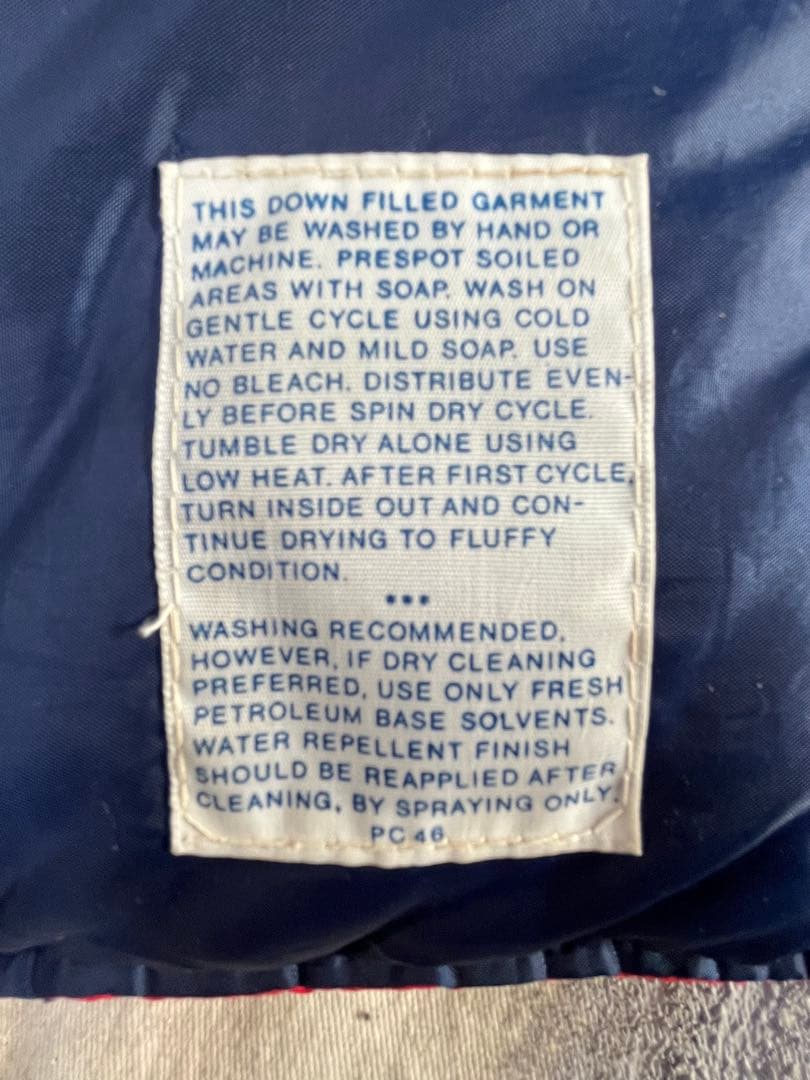 THIS DOWN FILLED GARMENT
MAY BE WASHED BY HAND OR
MACHINE. PRESPOT SOILED
AREAS WITH SOAP. WASH ON
GENTLE CYCLE USING COLD
WATER AND MILD SOAP. USE
NO BLEACH. DISTRIBUTE EVEN-
LY BEFORE SPIN DRY CYCLE.
TUMBLE DRY ALONE USING
LOW HEAT. AFTER FIRST CYCLE,
TURN INSIDE OUT AND CON-
TINUE DRYING TO FLUFFY
CONDITION.
•••
WASHING RECOMMENDED.
HOWEVER, IF DRY CLEANING
PREFERRED, USE ONLY FRESH
PETROLEUM BASE SOLVENTS.
WATER REPELLENT FINISH
SHOULD BE REAPPLIED AFTER
CLEANING, BY SPRAYING ONLY.
PC 46